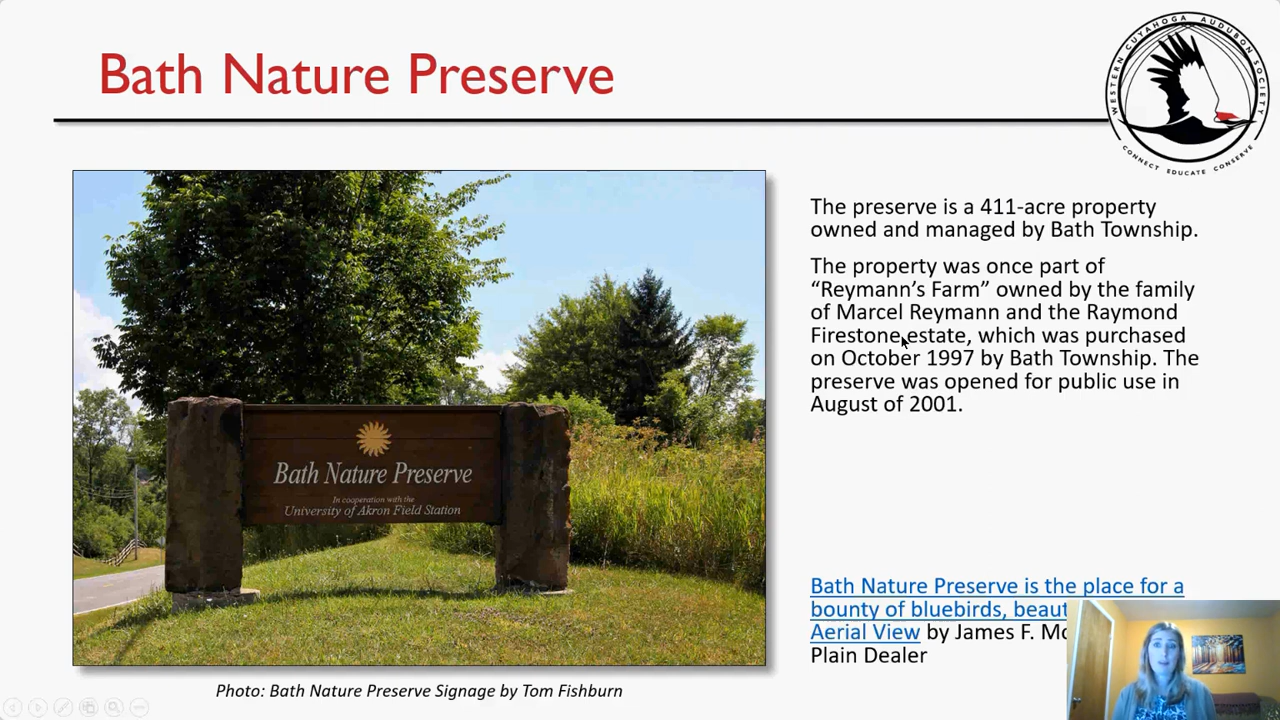 Bath Nature Preserve
WESTERN CUYAHOGA AUDUBON SOCIETY
CONNECT EDUCATE CONSERVE
The preserve is a 411-acre property
owned and managed by Bath Township.
The property was once part of
“Reymann’s Farm” owned by the family
of Marcel Reymann and the Raymond
Firestone estate, which was purchased
on October 1997 by Bath Township. The
preserve was opened for public use in
August of 2001.
Bath Nature Preserve
In cooperation with the
University of Akron Field Station
Bath Nature Preserve is the place for a
bounty of bluebirds,
Aerial View by James F.
Plain Dealer
Photo: Bath Nature Preserve Signage by Tom Fishburn